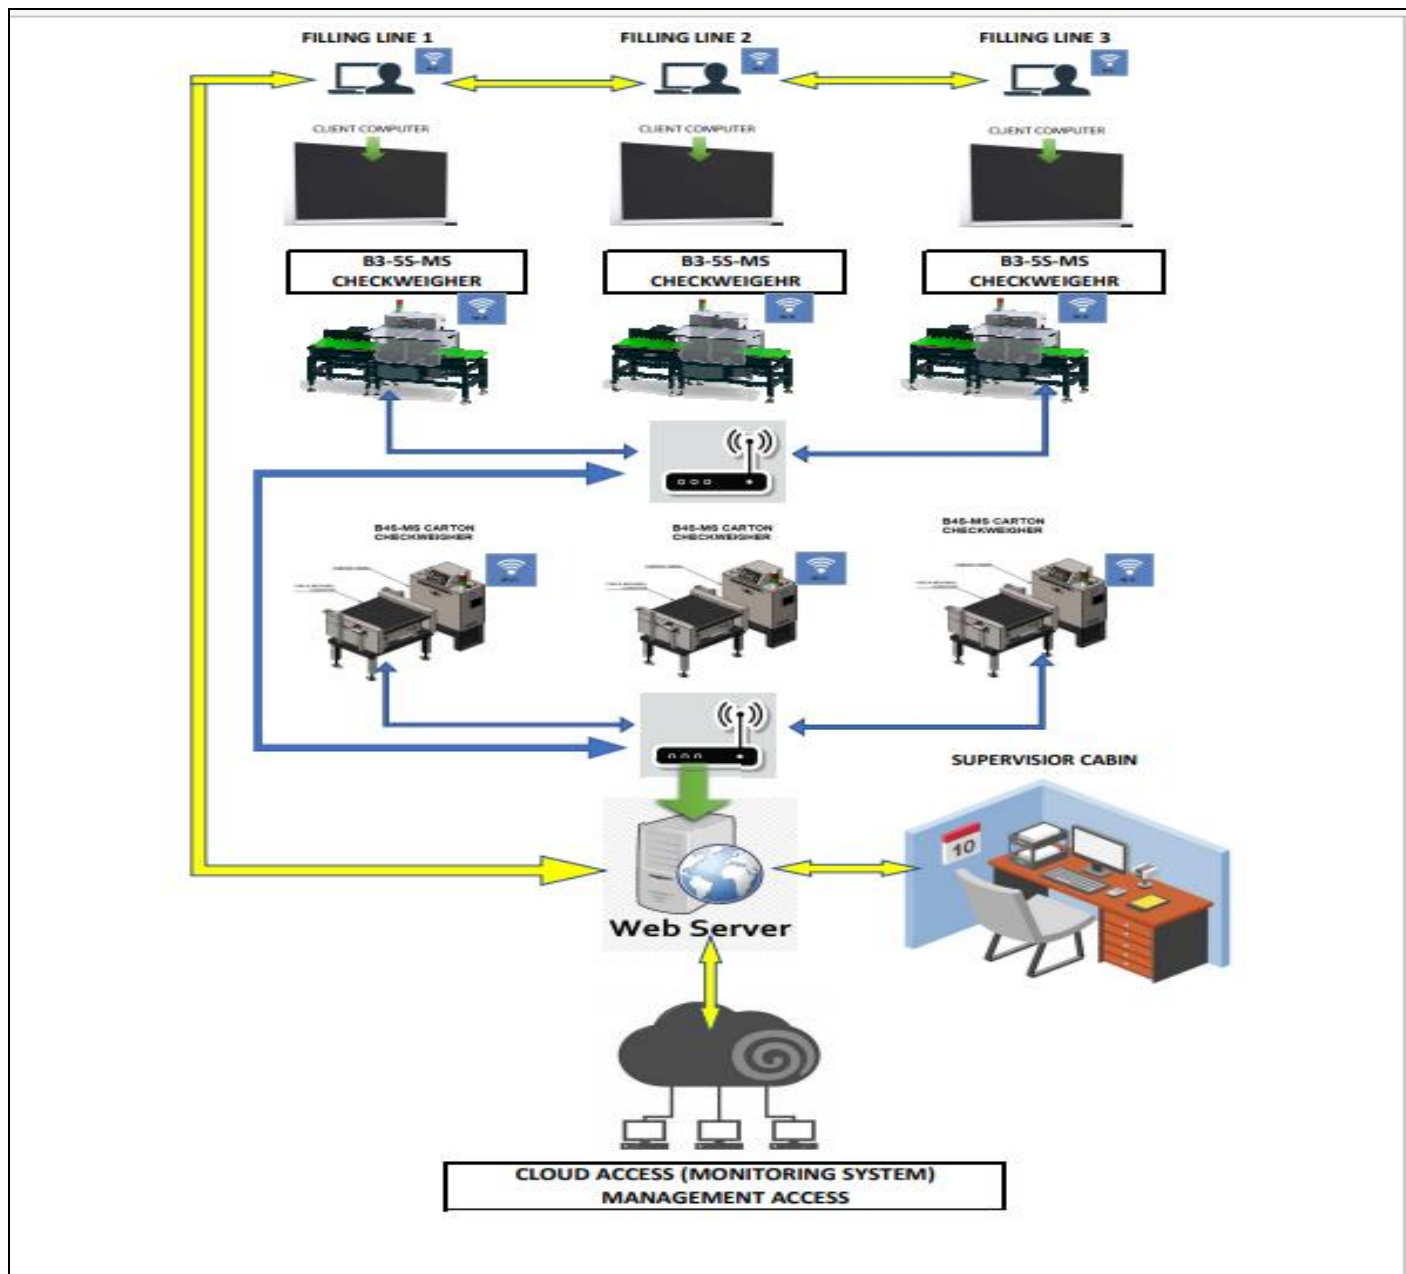 FILLING LINE 1 FILLING LINE 2 FILLING LINE 3
CLIENT COMPUTER CLIENT COMPUTER CLIENT COMPUTER
B3-5S-MS
CHECKWEIGHER
B3-5S-MS
CHECKWEIGEHR
B3-5S-MS
CHECKWEIGEHR
B4S-MS CARTON
CHECKWEIGHER
B4S-MS CARTON
CHECKWEIGHER
B4S-MS CARTON
CHECKWEIGHER
SUPERVISIOR CABIN
10
Web Server
CLOUD ACCESS (MONITORING SYSTEM)
MANAGEMENT ACCESS